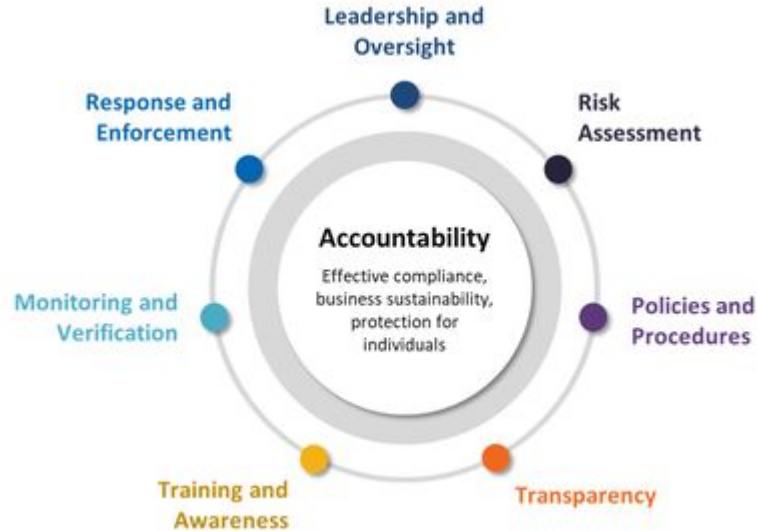 Leadership and
Oversight
Risk
Assessment
Policies and
Procedures
Transparency
Training and
Awareness
Monitoring and
Verification
Response and
Enforcement
Accountability
Effective compliance,
business sustainability,
protection for
individuals